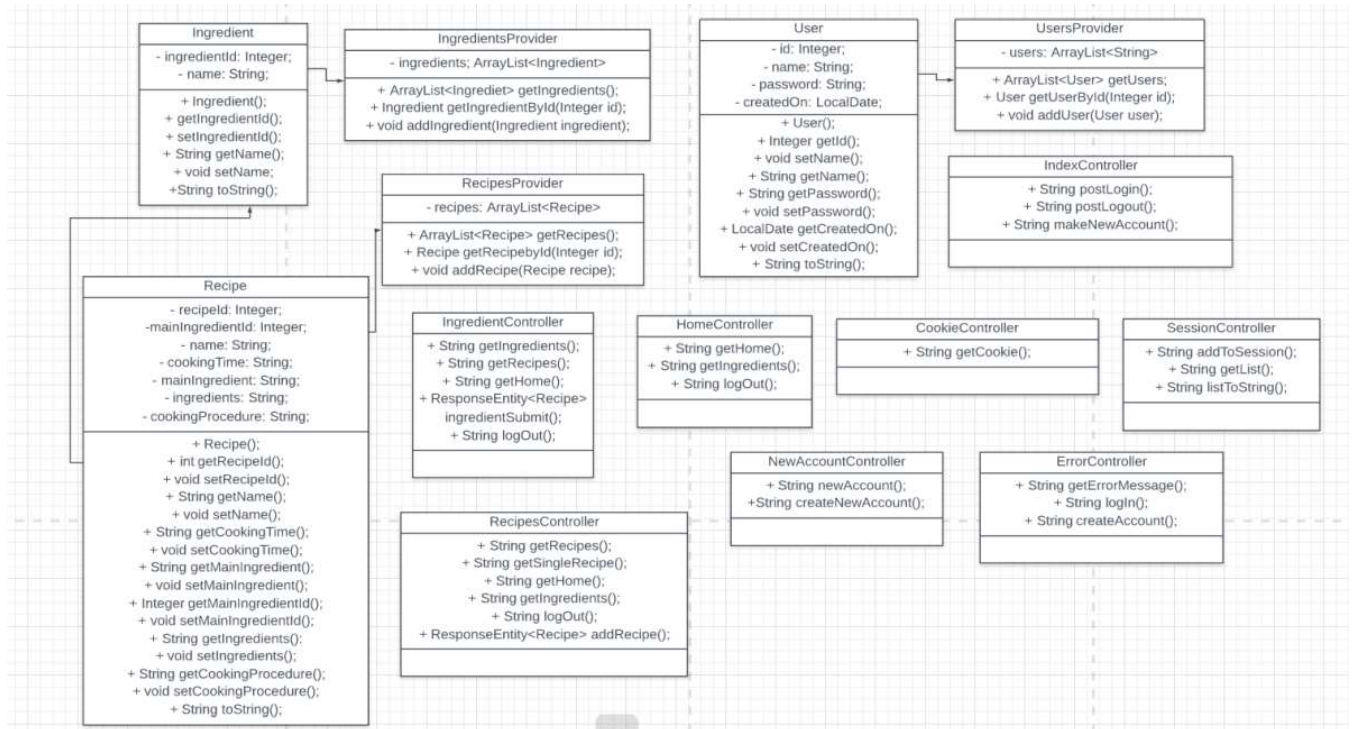 Ingredient
- ingredientId: Integer;
- name: String;
+ Ingredient();
+ getIngredientId();
+ setIngredientId();
+ String getName();
+ void setName;
+String toString();
IngredientsProvider
- ingredients; ArrayList<Ingredient>
+ ArrayList<Ingrediet> getIngredients();
+ Ingredient getIngredientById(Integer id);
+ void addIngredient(Ingredient ingredient);
User
- id: Integer;
- name: String;
- password: String;
- createdOn: LocalDate;
+ User();
+ Integer getId();
+ void setName();
+ String getName();
+ String getPassword();
+ void setPassword();
+ LocalDate getCreatedOn();
+ void setCreatedOn();
+ String toString();
UsersProvider
- users: ArrayList<String>
+ ArrayList<User> getUsers;
+ User getUserById(Integer id);
+ void addUser(User user);
IndexController
+ String postLogin();
+ String postLogout();
+ String makeNewAccount();
RecipesProvider
- recipes: ArrayList<Recipe>
+ ArrayList<Recipe> getRecipes();
+ Recipe getRecipebyId(Integer id);
+ void addRecipe(Recipe recipe);
Recipe
- recipeId: Integer;
-mainIngredientId: Integer;
- name: String;
- cookingTime: String;
- mainIngredient: String;
- ingredients: String;
- cookingProcedure: String;
+ Recipe();
+ int getRecipeId();
+ void setRecipeId();
+ String getName();
+ void setName();
+ String getCookingTime();
+ void setCookingTime();
+ String getMainIngredient();
+ void setMainIngredient();
+ Integer getMainIngredientId();
+ void setMainIngredientId();
+ String getIngredients():
+ void setIngredients();
+ String getCookingProcedure();
+ void setCookingProcedure();
+ String toString();
IngredientController
+ String getIngredients();
+ String getRecipes();
+ String getHome();
+ ResponseEntity<Recipe>
ingredientSubmit();
+ String logOut();
HomeController
+ String getHome();
+ String getIngredients();
+ String logOut();
CookieController
+ String getCookie();
SessionController
+ String addToSession();
+ String getList();
+ String listToString();
NewAccountController
+ String newAccount();
+String createNewAccount();
ErrorController
+ String getErrorMessage();
+ String logIn();
+ String createAccount();
RecipesController
+ String getRecipes();
+ String getSingleRecipe();
+ String getHome();
+ String getIngredients();
+ String logOut();
+ ResponseEntity<Recipe> addRecipe();